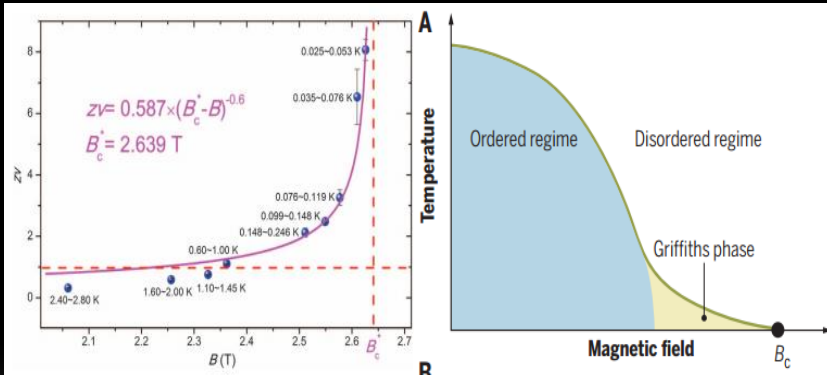 zν
8
6
4
2
0
zν= 0.587×(B*c-B)-0.6
B*c= 2.639 T
0.025~0.053 K
0.035~0.076 K
0.076~0.119 K
0.099~0.148 K
0.148~0.246 K
0.60~1.00 K
1.10~1.45 K
1.60~2.00 K
2.40~2.80 K
2.1 2.2 2.3 2.4 2.5 2.6 2.7
B (T)
B*c
A
Temperature
Ordered regime
Disordered regime
Griffiths phase
Magnetic field
Bc
B